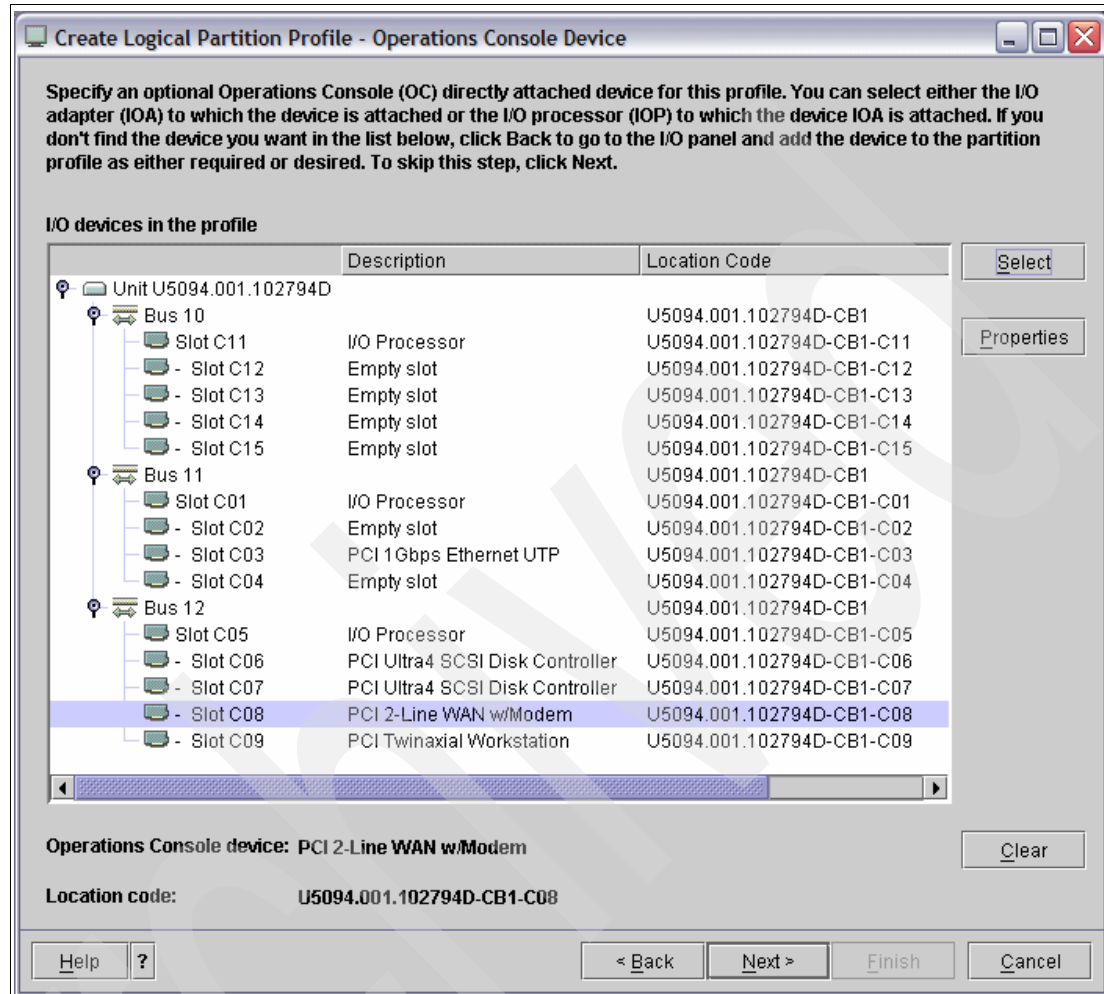 Create Logical Partition Profile - Operations Console Device
Specify an optional Operations Console (OC) directly attached device for this profile. You can select either the I/O
adapter (IOA) to which the device is attached or the I/O processor (IOP) to which the device IOA is attached. If you
don't find the device you want in the list below, click Back to go to the I/O panel and add the device to the partition
profile as either required or desired. To skip this step, click Next.
I/O devices in the profile
Description Location Code
Select
Unit U5094.001.102794D
Bus 10 U5094.001.102794D-CB1
Properties
Slot C11 I/O Processor U5094.001.102794D-CB1-C11
- Slot C12 Empty slot U5094.001.102794D-CB1-C12
- Slot C13 Empty slot U5094.001.102794D-CB1-C13
- Slot C14 Empty slot U5094.001.102794D-CB1-C14
- Slot C15 Empty slot U5094.001.102794D-CB1-C15
Bus 11 U5094.001.102794D-CB1
Slot C01 I/O Processor U5094.001.102794D-CB1-C01
- Slot C02 Empty slot U5094.001.102794D-CB1-C02
- Slot C03 PCI 1Gbps Ethernet UTP U5094.001.102794D-CB1-C03
- Slot C04 Empty slot U5094.001.102794D-CB1-C04
Bus 12 U5094.001.102794D-CB1
Slot C05 I/O Processor U5094.001.102794D-CB1-C05
- Slot C06 PCI Ultra4 SCSI Disk Controller U5094.001.102794D-CB1-C06
- Slot C07 PCI Ultra4 SCSI Disk Controller U5094.001.102794D-CB1-C07
- Slot C08 PCI 2-Line WAN w/Modem U5094.001.102794D-CB1-C08
- Slot C09 PCI Twinaxial Workstation U5094.001.102794D-CB1-C09
Operations Console device: PCI 2-Line WAN w/Modem
Clear
Location code: U5094.001.102794D-CB1-C08
Help ? < Back Next > Finish Cancel